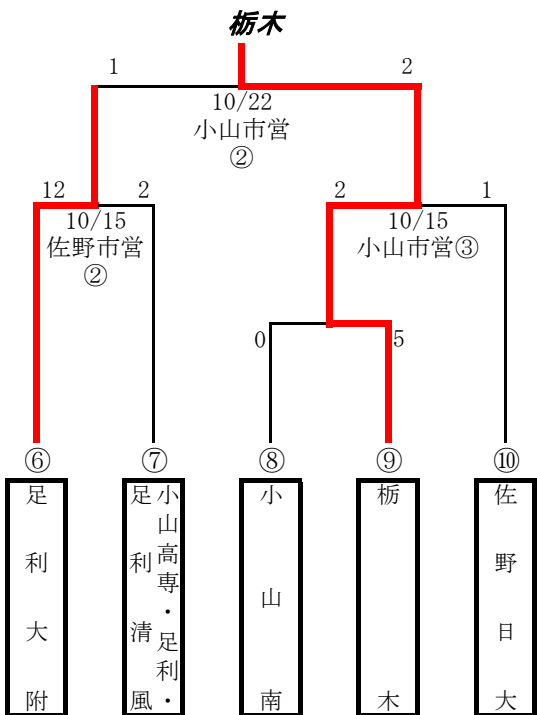 栃木
1
2
10/22
小山市営
②
12
2
10/15
佐野市営
②
2
1
10/15
小山市営③
0
5
⑥
⑦
⑧
⑨
⑩
足利大附
小山高専・足利・
足利清風
小山南
栃木
佐野日大